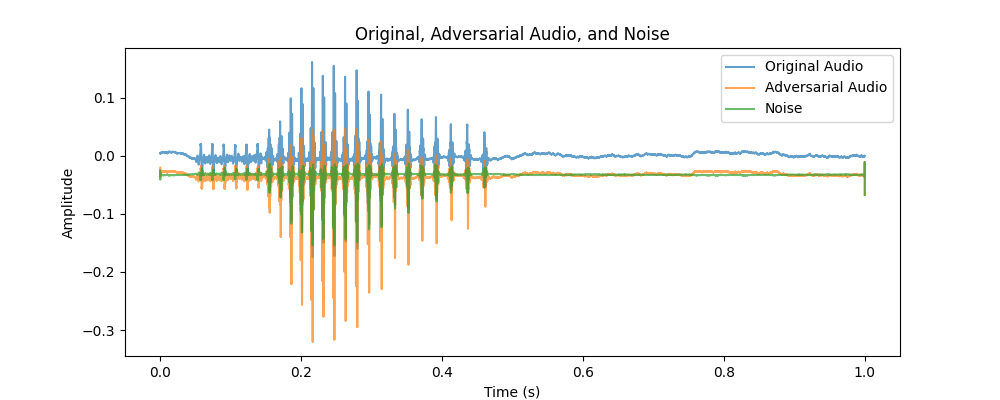 Original, Adversarial Audio, and Noise
Original Audio
Adversarial Audio
Noise
0.1
0.0
−0.1
−0.2
−0.3
Amplitude
0.0 0.2 0.4 0.6 0.8 1.0
Time (s)